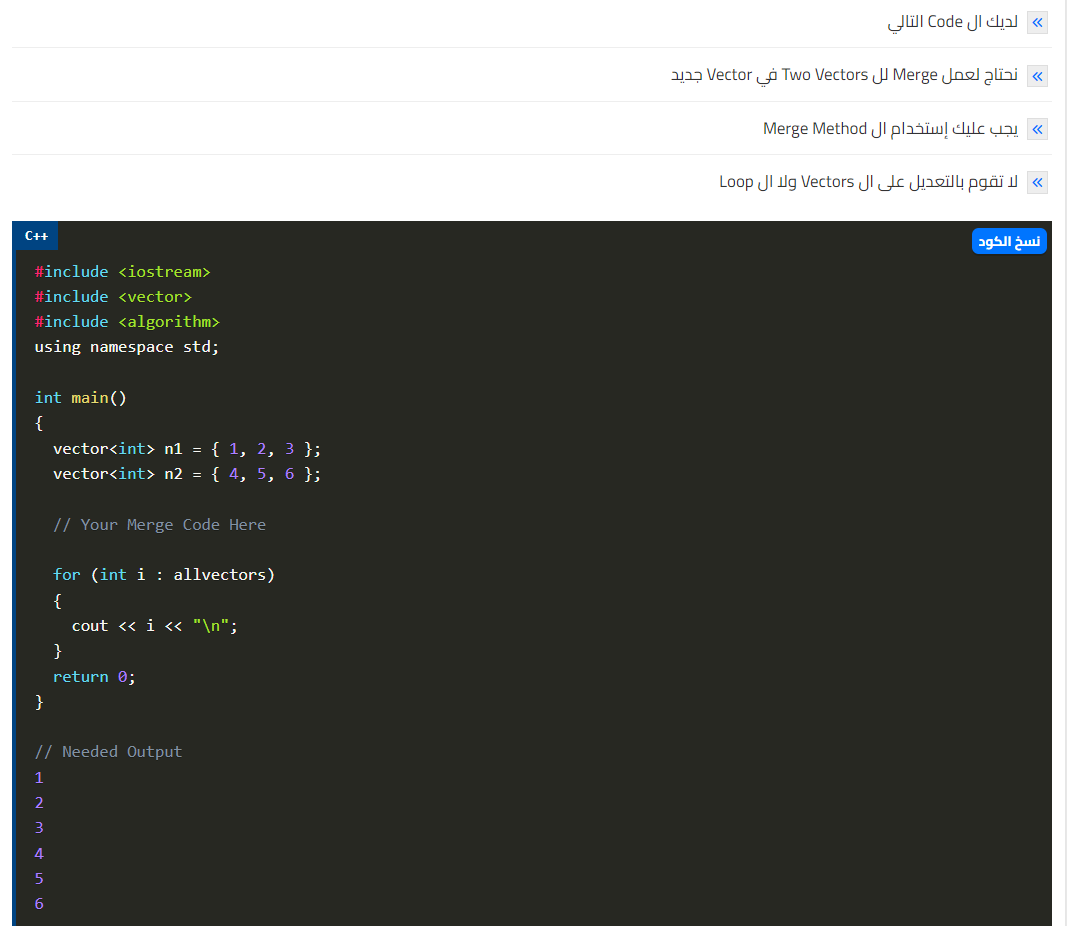 لديك ال Code التالي
نحتاج لعمل Merge لل Two Vectors في Vector جديد
يجب عليك إستخدام ال Merge Method
لا تقوم بالتعديل على ال Vectors ولا ال Loop
C++
نسخ الكود
#include <iostream>
#include <vector>
#include <algorithm>
using namespace std;
int main()
{
  vector<int> n1 = { 1, 2, 3 };
  vector<int> n2 = { 4, 5, 6 };
  // Your Merge Code Here
  for (int i : allvectors)
  {
    cout << i << "\n";
  }
  return 0;
}
// Needed Output
1
2
3
4
5
6